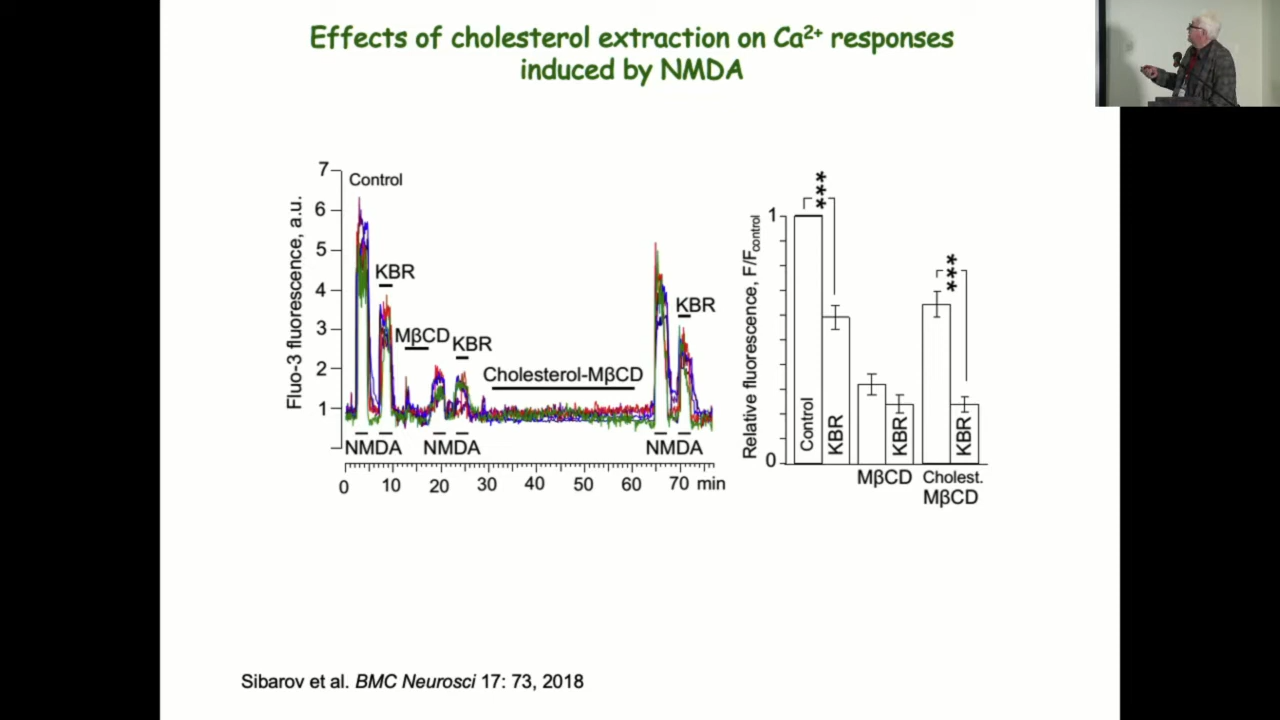 Effects of cholesterol extraction on Ca²⁺ responses
induced by NMDA
Fluo-3 fluorescence, a.u.
7
6
5
4
3
2
1
Control
KBR
MβCD
KBR
Cholesterol-MβCD
KBR
NMDA NMDA NMDA
0 10 20 30 40 50 60 70 min
Relative fluorescence, F/Fcontrol
1
0
***
***
Control
KBR
KBR
KBR
MβCD
Cholest.
MβCD
Sibarov et al. BMC Neurosci 17: 73, 2018